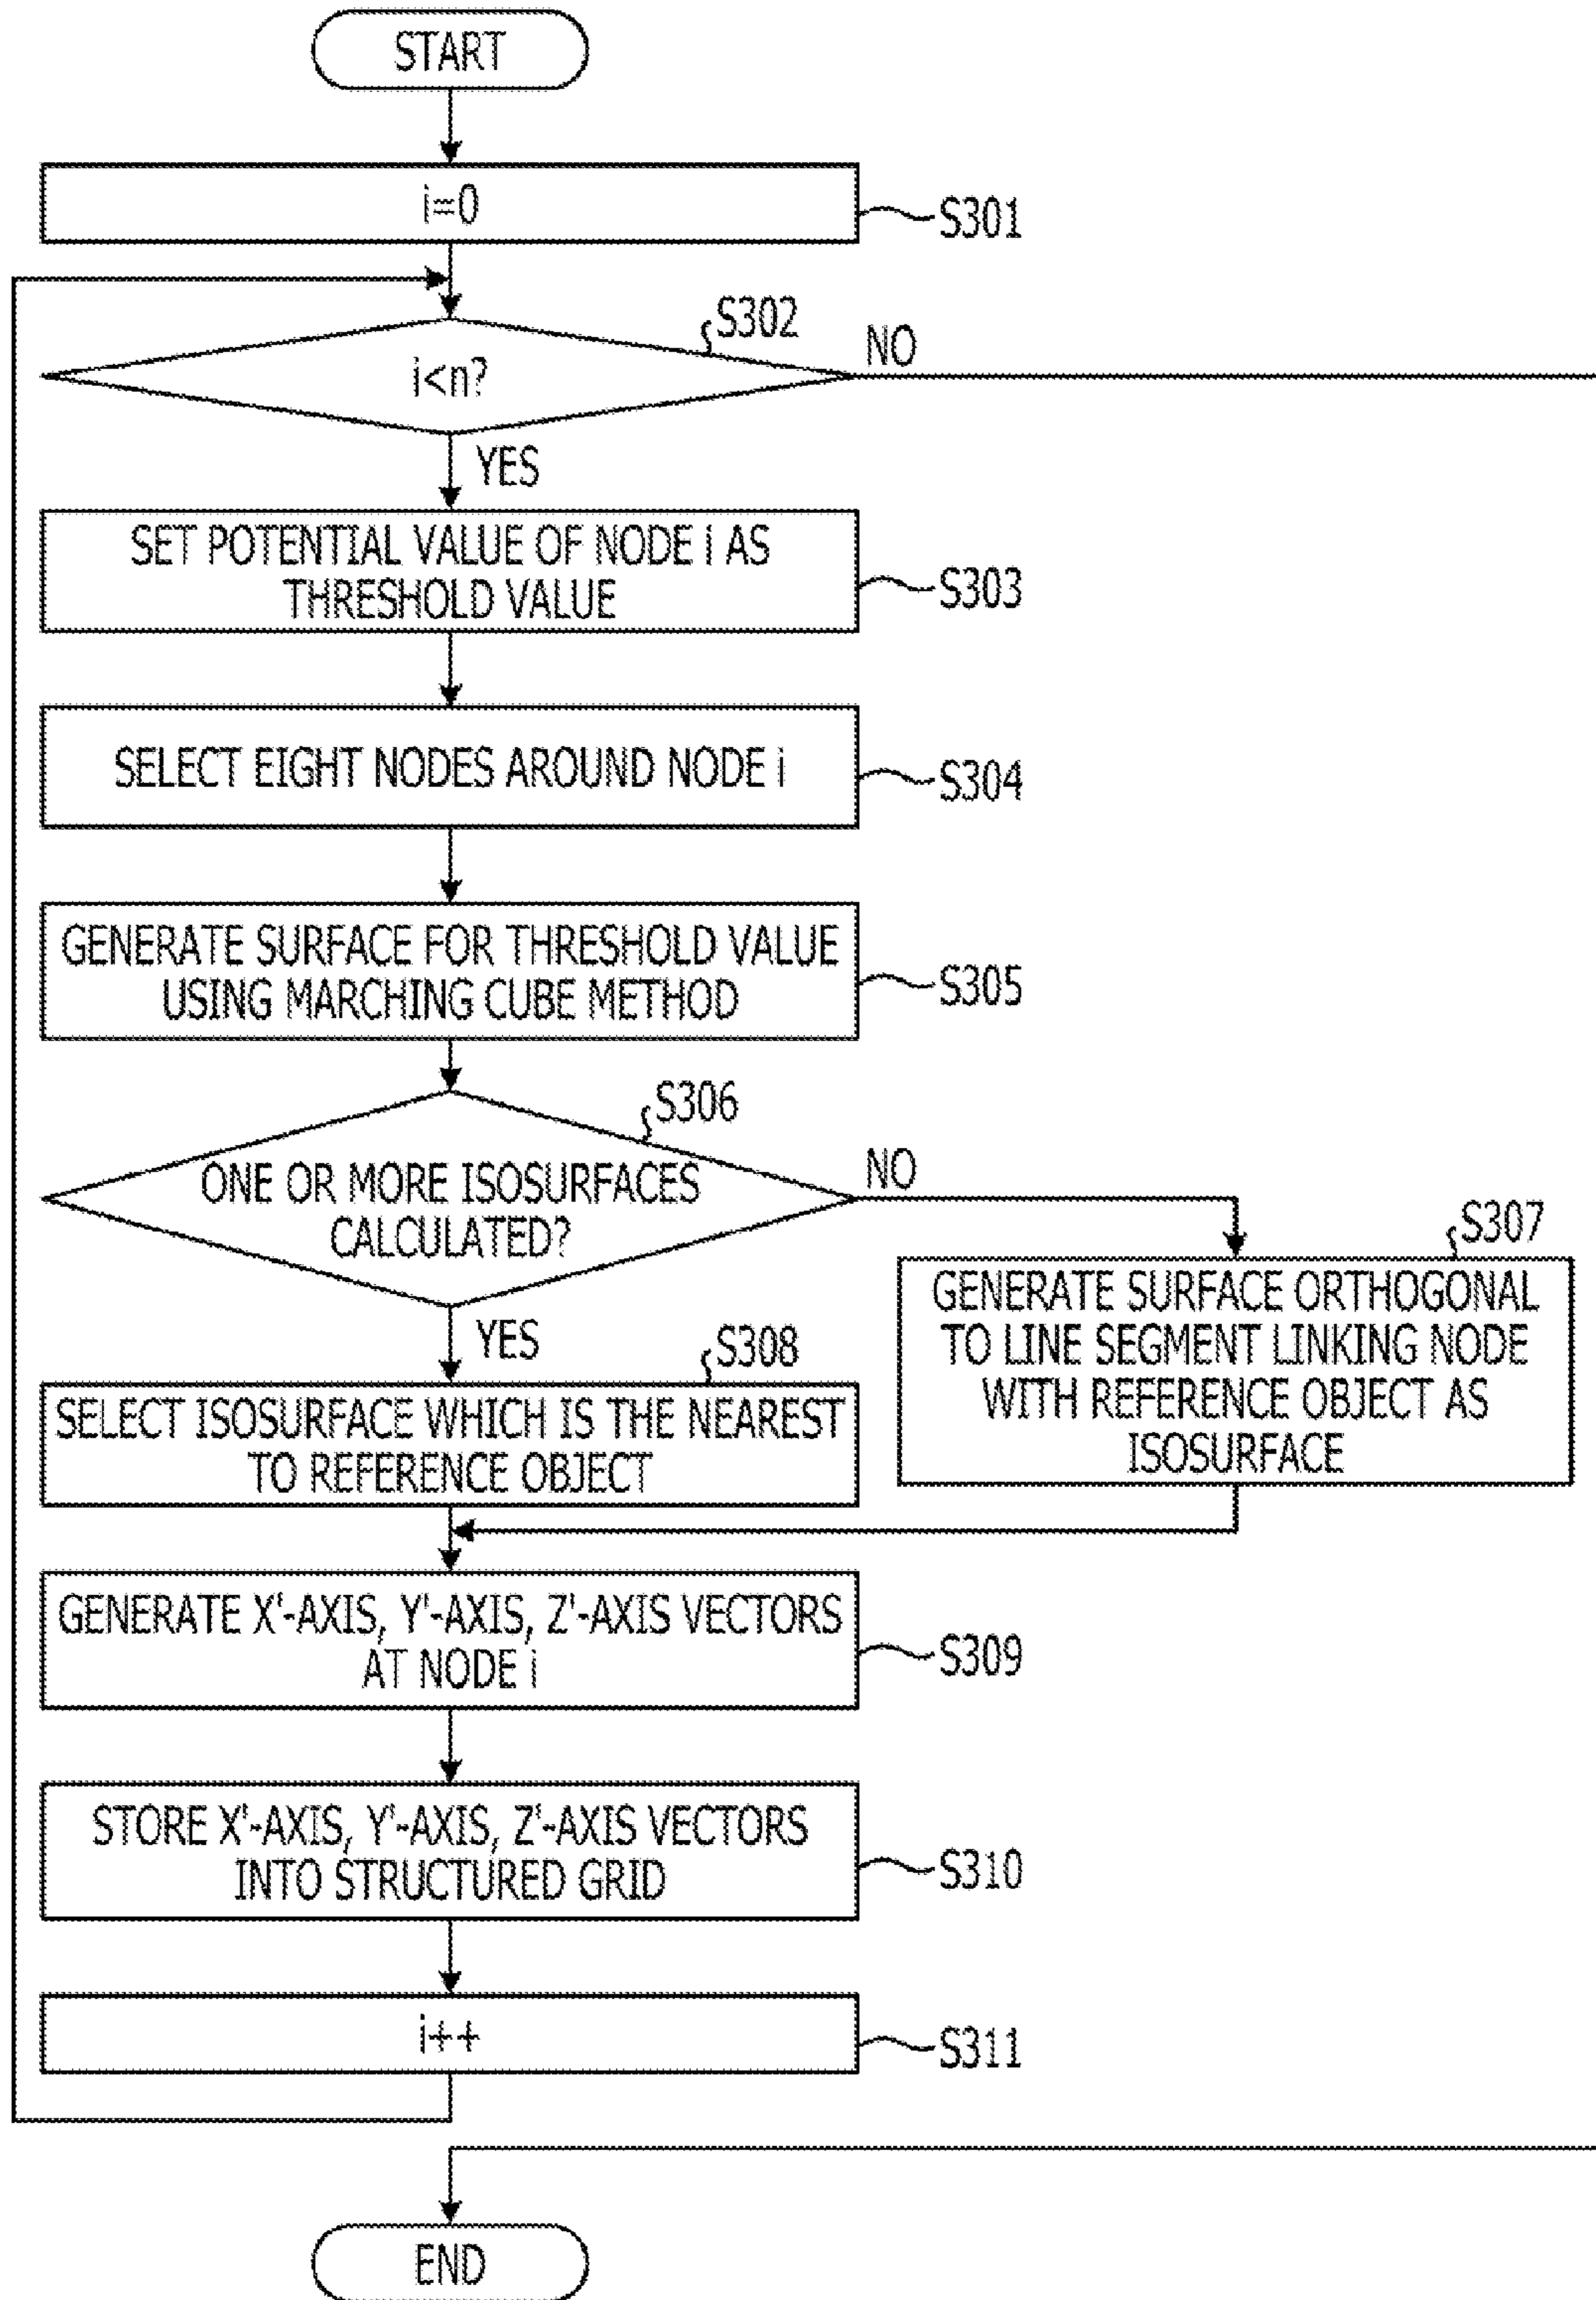 START
i=0
S301
S302
i<n?
NO
YES
SET POTENTIAL VALUE OF NODE i AS
THRESHOLD VALUE
S303
SELECT EIGHT NODES AROUND NODE i
S304
GENERATE SURFACE FOR THRESHOLD VALUE
USING MARCHING CUBE METHOD
S305
S306
ONE OR MORE ISOSURFACES
CALCULATED?
NO
YES
S307
GENERATE SURFACE ORTHOGONAL
TO LINE SEGMENT LINKING NODE
WITH REFERENCE OBJECT AS
ISOSURFACE
S308
SELECT ISOSURFACE WHICH IS THE NEAREST
TO REFERENCE OBJECT
GENERATE X'-AXIS, Y'-AXIS, Z'-AXIS VECTORS
AT NODE i
S309
STORE X'-AXIS, Y'-AXIS, Z'-AXIS VECTORS
INTO STRUCTURED GRID
S310
i++
S311
END